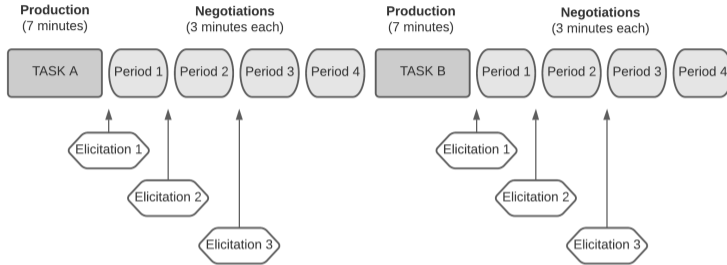 Production
(7 minutes)
Negotiations
(3 minutes each)
TASK A
Period 1
Period 2
Period 3
Period 4
Elicitation 1
Elicitation 2
Elicitation 3
Production
(7 minutes)
Negotiations
(3 minutes each)
TASK B
Period 1
Period 2
Period 3
Period 4
Elicitation 1
Elicitation 2
Elicitation 3